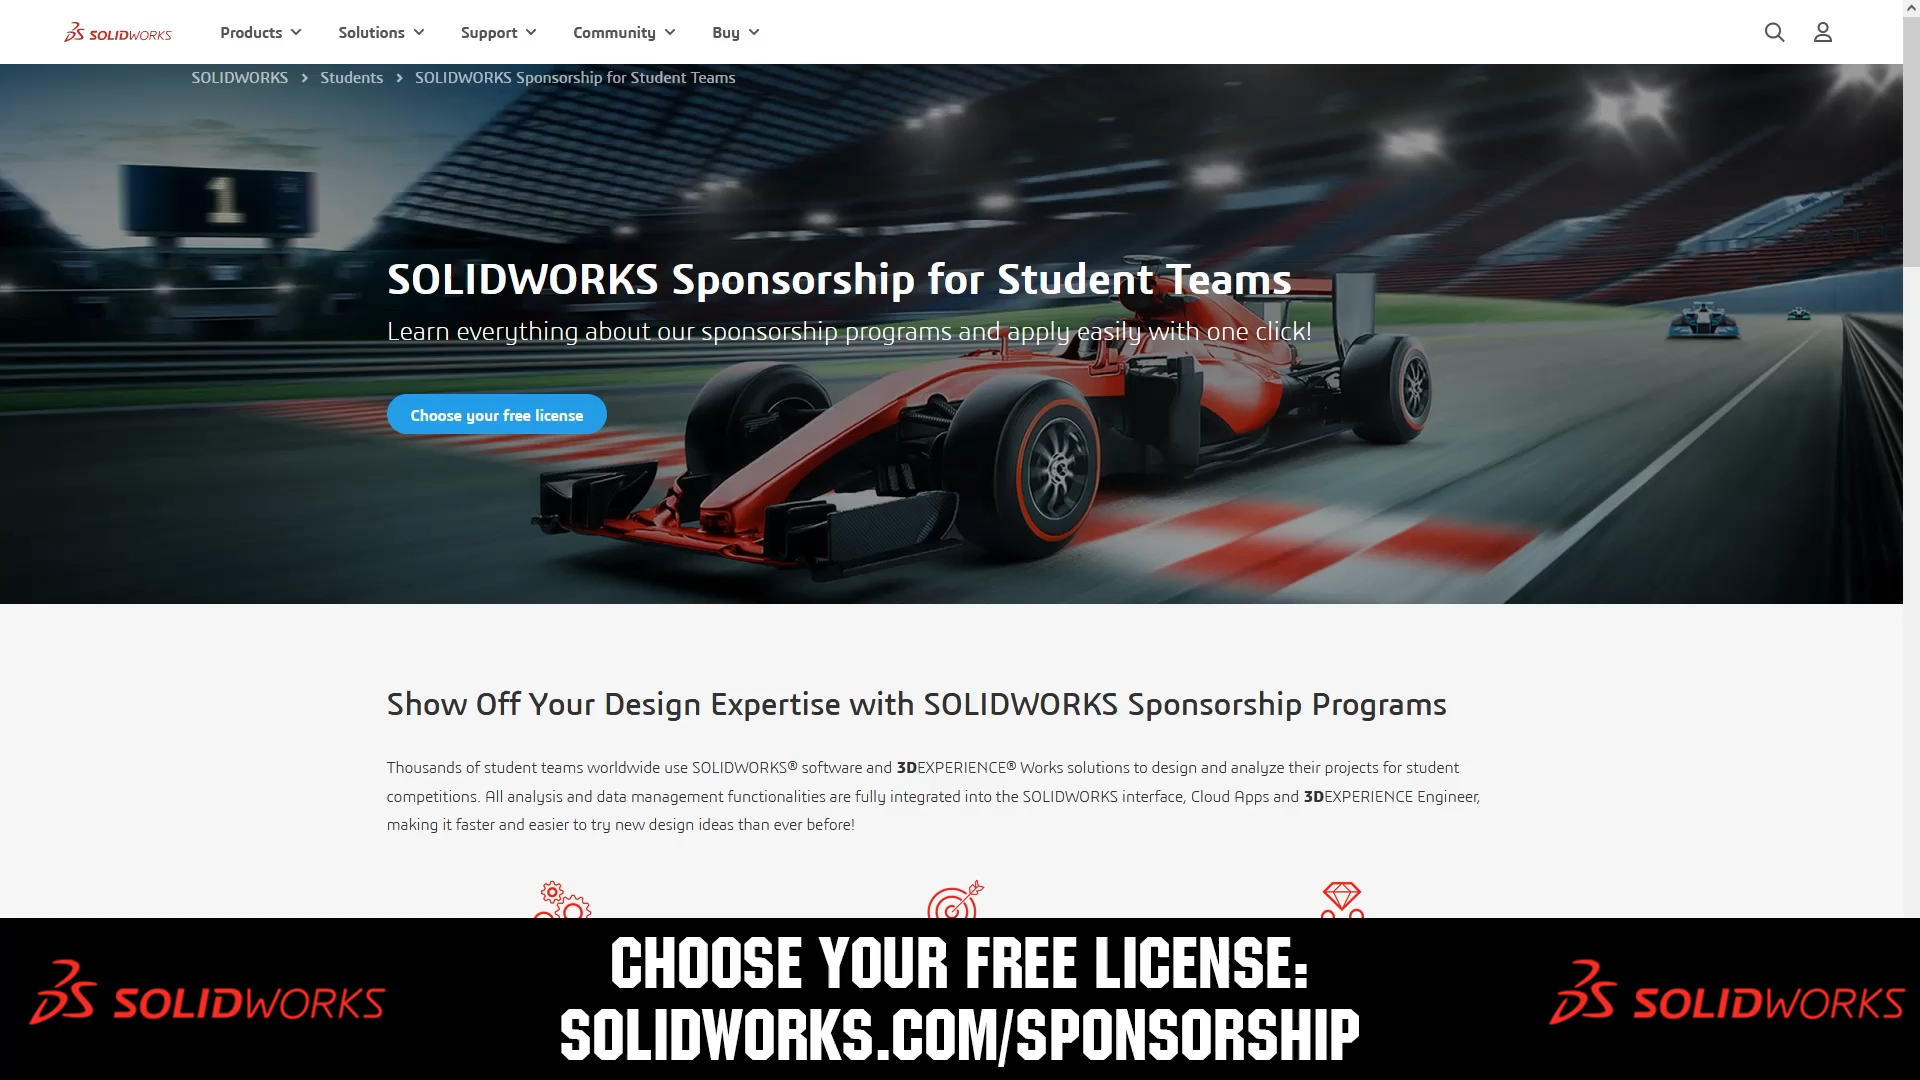 SOLIDWORKS
Products
Solutions
Support
Community
Buy
SOLIDWORKS > Students > SOLIDWORKS Sponsorship for Student Teams
1
SOLIDWORKS Sponsorship for Student Teams
Learn everything about our sponsorship programs and apply easily with one click!
Choose your free license
Show Off Your Design Expertise with SOLIDWORKS Sponsorship Programs
Thousands of student teams worldwide use SOLIDWORKS® software and 3DEXPERIENCE® Works solutions to design and analyze their projects for student
competitions. All analysis and data management functionalities are fully integrated into the SOLIDWORKS interface, Cloud Apps and 3DEXPERIENCE Engineer,
making it faster and easier to try new design ideas than ever before!
SOLIDWORKS
CHOOSE YOUR FREE LICENSE:
SOLIDWORKS.COM/SPONSORSHIP
SOLIDWORKS